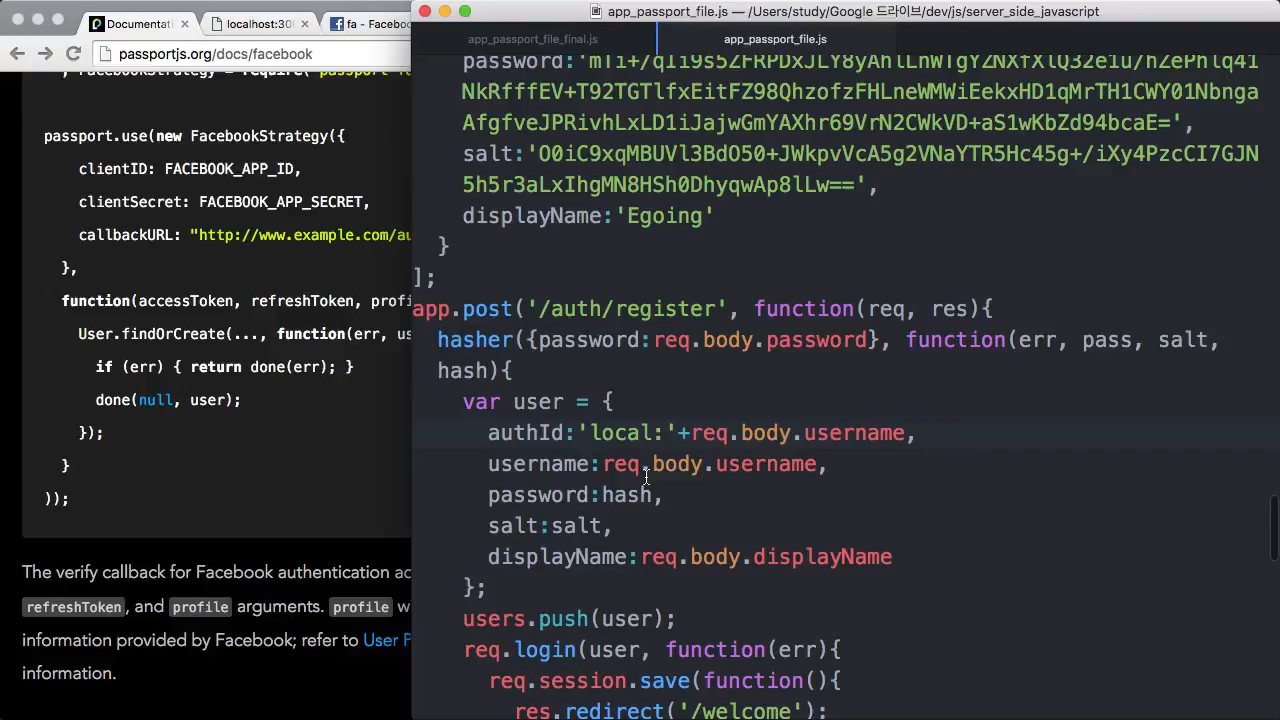 Documentati
localhost:300
fa - Facebo
passportjs.org/docs/facebook
passport.use(new FacebookStrategy({
clientID: FACEBOOK_APP_ID,
clientSecret: FACEBOOK_APP_SECRET,
callbackURL: "http://www.example.com/au
},
function(accessToken, refreshToken, profi
User.findOrCreate(..., function(err, us
if (err) { return done(err); }
done(null, user);
});
}
));
The verify callback for Facebook authentication ac
refreshToken, and profile arguments. profile w
information provided by Facebook; refer to User P
information.
app_passport_file.js — /Users/study/Google 드라이브/dev/js/server_side_javascript
app_passport_file_final.js
app_passport_file.js
NkRfffEV+T92TGTlfxEitFZ98QhzofzFHLneWMWiEekxHD1qMrTH1CWY01Nbnga
AfgfveJPRivhLxLD1iJajwGmYAXhr69VrN2CWkVD+aS1wKbZd94bcaE=',
salt:'O0iC9xqMBUVl3BdO50+JWkpvVcA5g2VNaYTR5Hc45g+/iXy4PzcCI7GJN
5h5r3aLxIhgMN8HSh0DhyqwAp8lLw==',
displayName:'Egoing'
}
];
app.post('/auth/register', function(req, res){
hasher({password:req.body.password}, function(err, pass, salt,
hash){
var user = {
authId:'local:'+req.body.username,
username:req.body.username,
password:hash,
salt:salt,
displayName:req.body.displayName
};
users.push(user);
req.login(user, function(err){
req.session.save(function(){
res.redirect('/welcome');